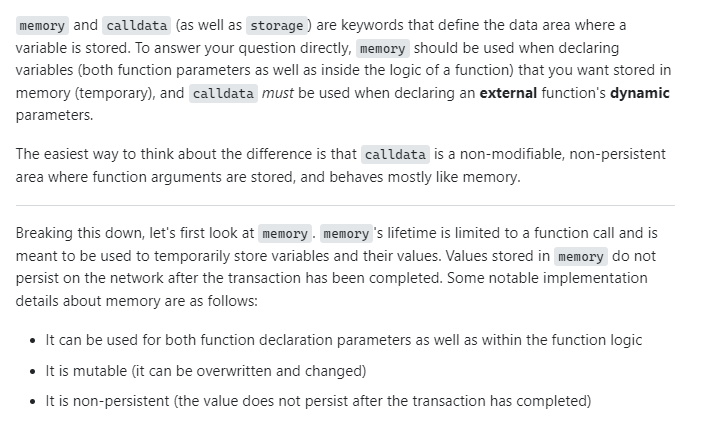 memory and calldata (as well as storage) are keywords that define the data area where a
variable is stored. To answer your question directly, memory should be used when declaring
variables (both function parameters as well as inside the logic of a function) that you want stored in
memory (temporary), and calldata must be used when declaring an external function's dynamic
parameters.
The easiest way to think about the difference is that calldata is a non-modifiable, non-persistent
area where function arguments are stored, and behaves mostly like memory.
Breaking this down, let's first look at memory. memory's lifetime is limited to a function call and is
meant to be used to temporarily store variables and their values. Values stored in memory do not
persist on the network after the transaction has been completed. Some notable implementation
details about memory are as follows:
• It can be used for both function declaration parameters as well as within the function logic
• It is mutable (it can be overwritten and changed)
• It is non-persistent (the value does not persist after the transaction has completed)